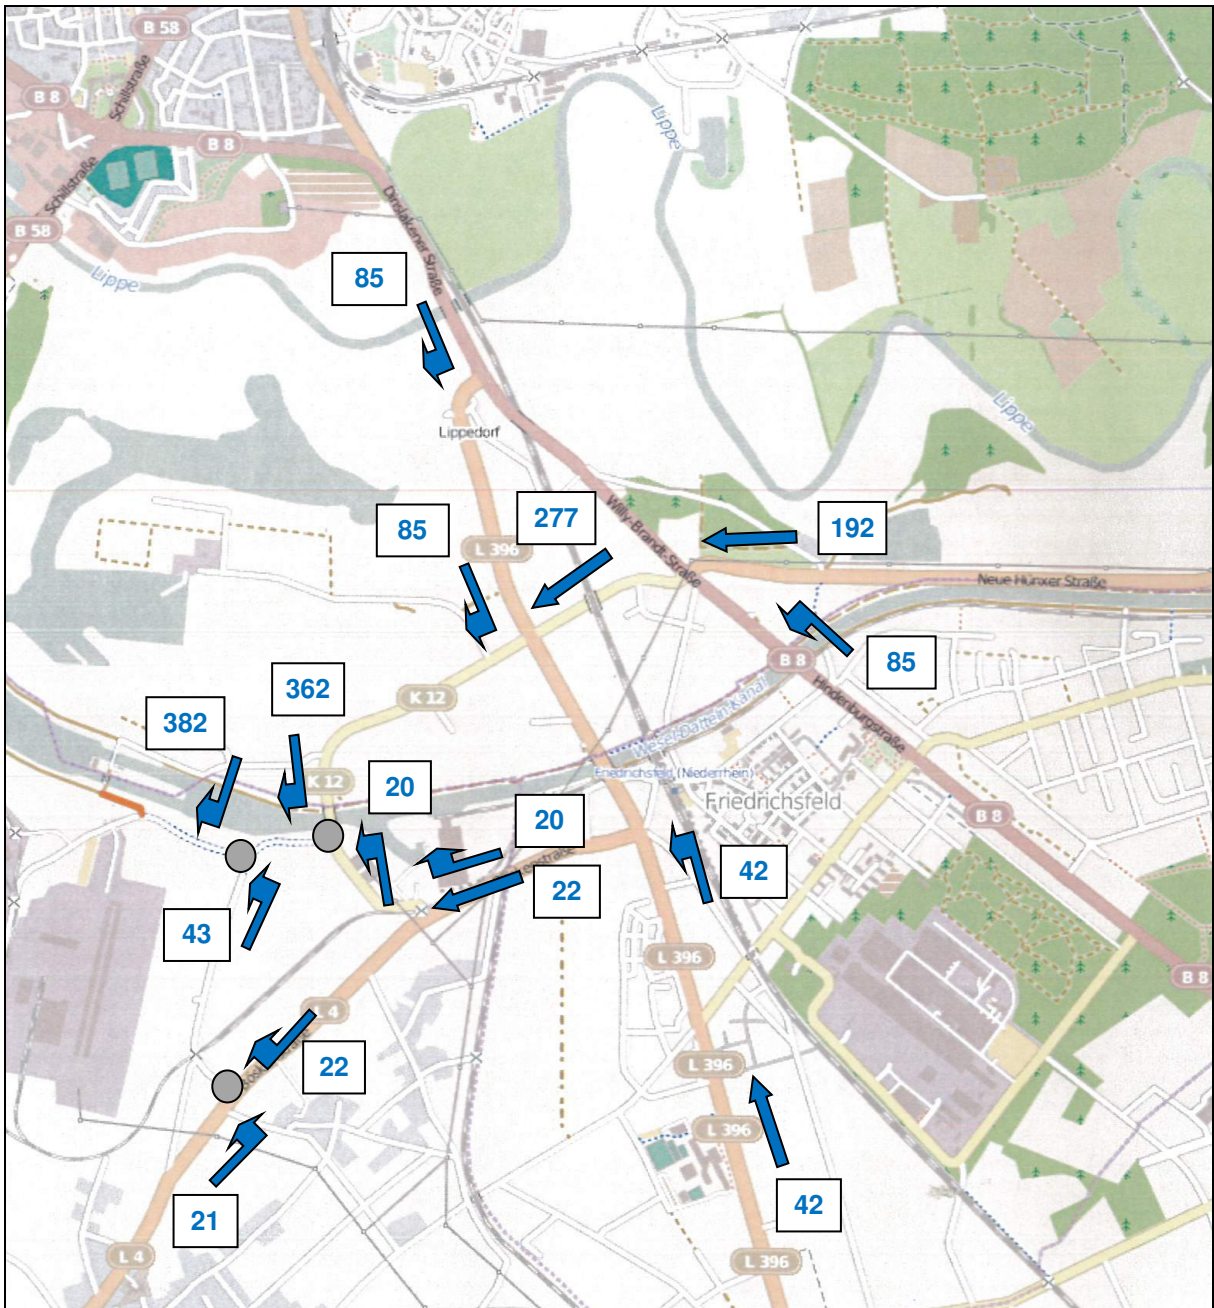 B 58
Schillstraße
B 8
B 8
Lippe
Schillstraße
B 58
Dinslakener Straße
Lippe
85
Lippe
Lippedorf
277
192
85
Willy-Brandt-Straße
L 396
Neue Hünxer Straße
B 8
85
362
K 12
Hindenburgstraße
382
Wesel-Datteln-Kanal
K 12
20
Friedrichsfeld (Niederrhein)
Friedrichsfeld
20
B 8
42
22
43
L 396
B 8
L 4
22
L 396
L 396
21
42
L 4
L 396